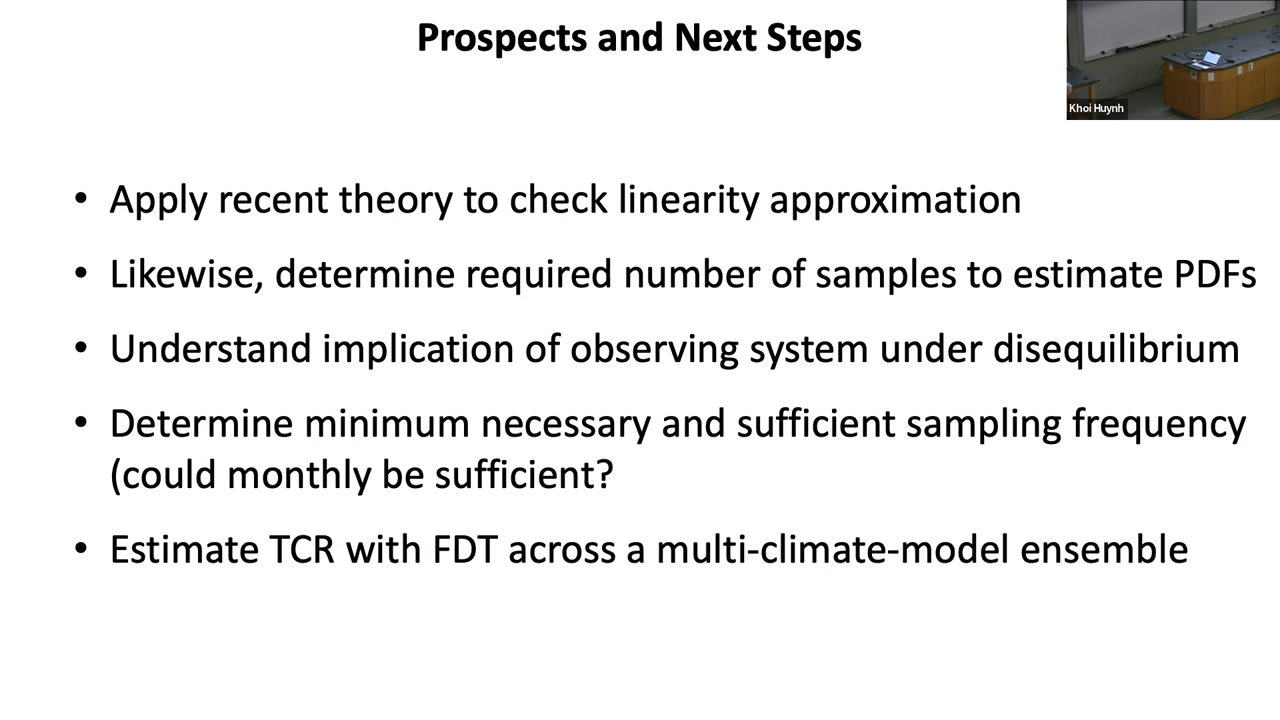 Prospects and Next Steps
Khoi Huynh
• Apply recent theory to check linearity approximation
• Likewise, determine required number of samples to estimate PDFs
• Understand implication of observing system under disequilibrium
• Determine minimum necessary and sufficient sampling frequency
(could monthly be sufficient?
• Estimate TCR with FDT across a multi-climate-model ensemble